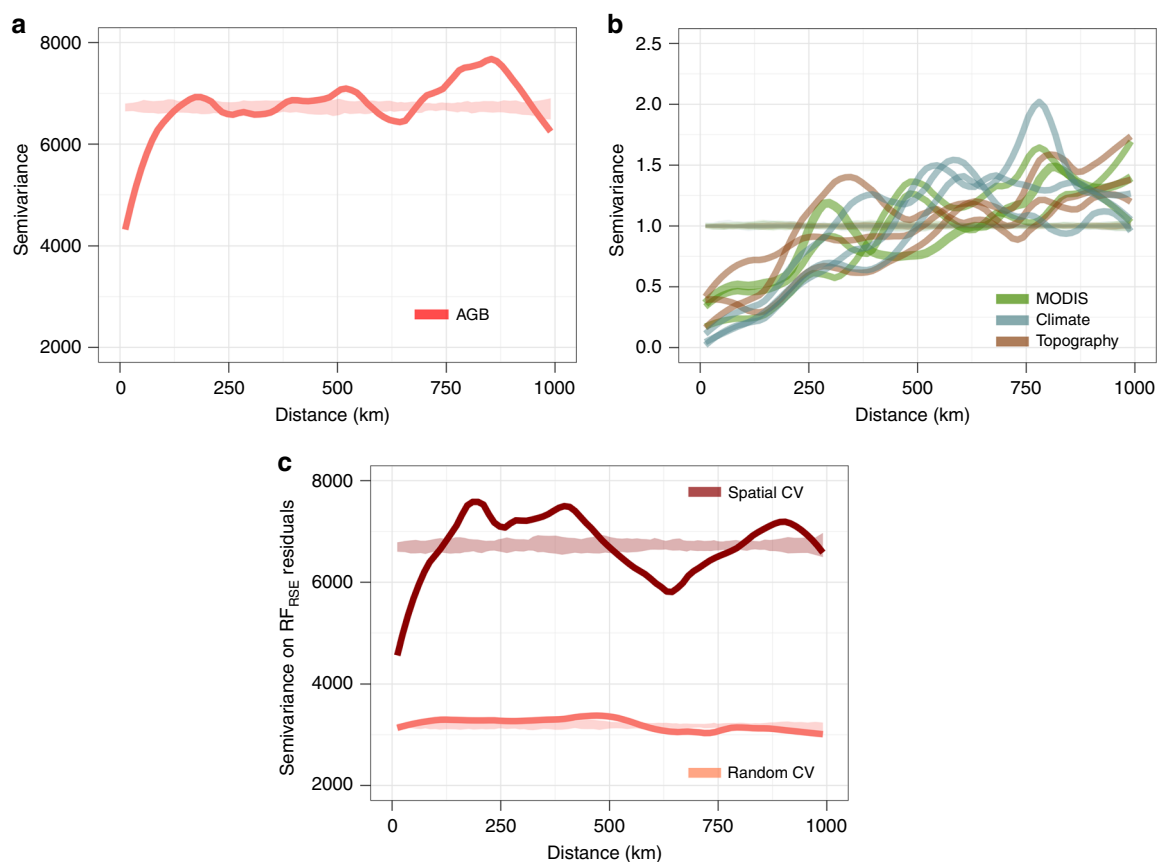 a
8000
6000
4000
2000
Semivariance
AGB
0 250 500 750 1000
Distance (km)
b
2.5
2.0
1.5
1.0
0.5
0.0
Semivariance
MODIS
Climate
Topography
0 250 500 750 1000
Distance (km)
c
8000
6000
4000
2000
Semivariance on RFRSE residuals
Spatial CV
Random CV
0 250 500 750 1000
Distance (km)